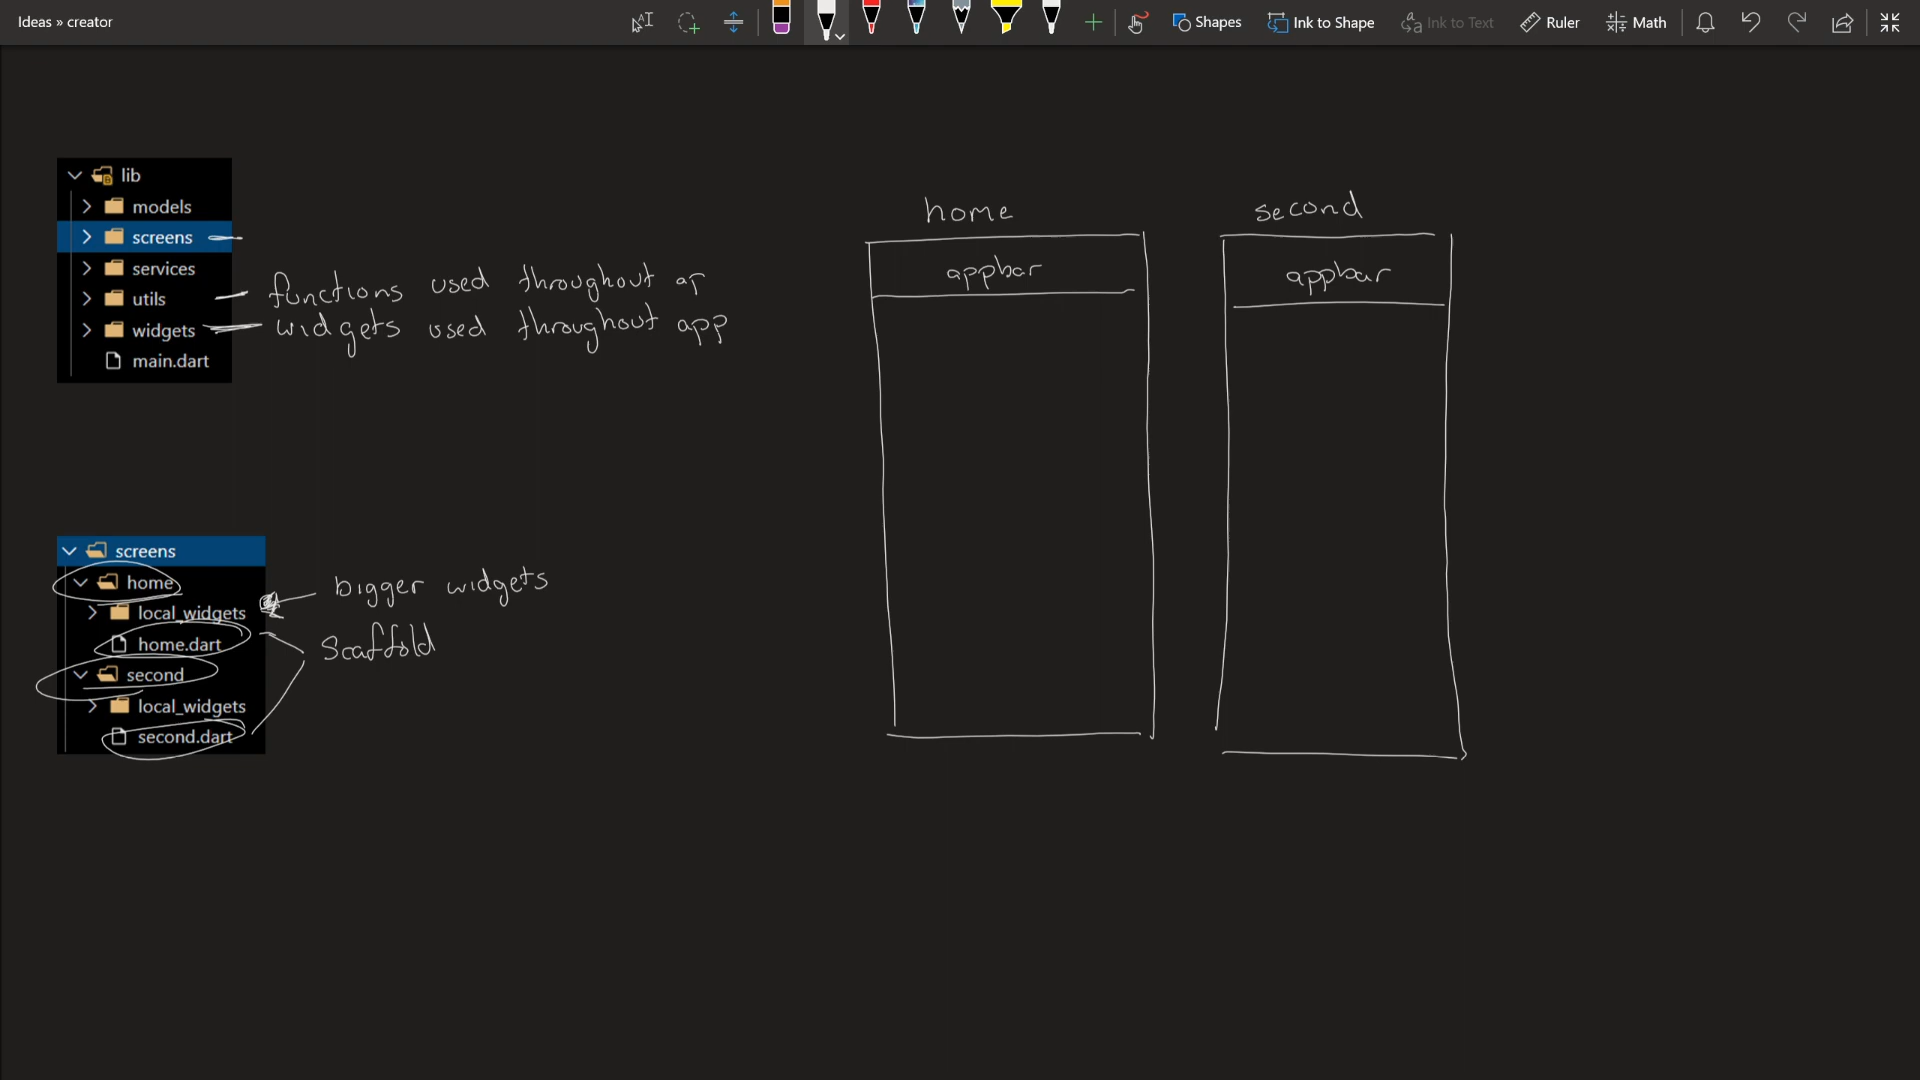 Ideas » creator
Shapes
Ink to Shape
Ink to Text
Ruler
Math
lib
models
screens
services
utils
widgets
main.dart
functions used throughout ap
widgets used throughout app
screens
home
local_widgets
home.dart
second
local_widgets
second.dart
bigger widgets
Scaffold
home
appbar
second
appbar